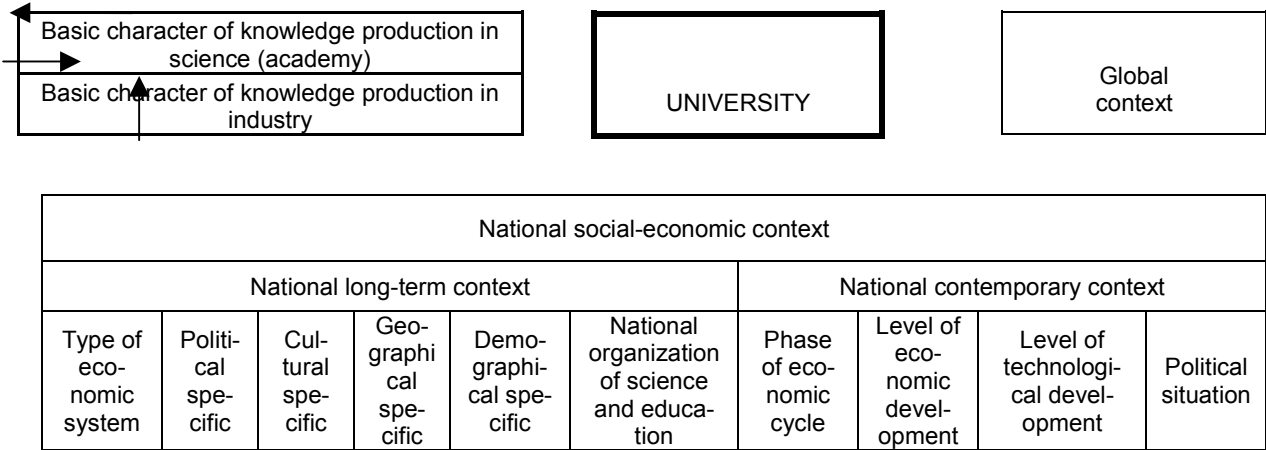 Basic character of knowledge production in
science (academy)
Basic character of knowledge production in
industry
UNIVERSITY
Global
context
National social-economic context
National long-term context
National contemporary context
Type of
eco-
nomic
system
Politi-
cal
spe-
cific
Cul-
tural
spe-
cific
Geo-
graphi
cal
spe-
cific
Demo-
graphi-
cal spe-
cific
National
organization
of science
and educa-
tion
Phase
of eco-
nomic
cycle
Level of
eco-
nomic
devel-
opment
Level of
technologi-
cal devel-
opment
Political
situation